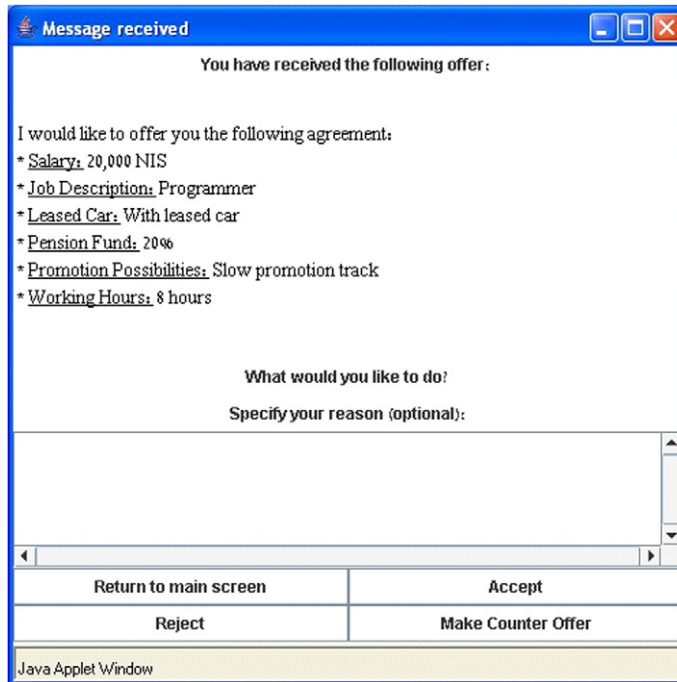 Message received
You have received the following offer:
I would like to offer you the following agreement:
* Salary: 20,000 NIS
* Job Description: Programmer
* Leased Car: With leased car
* Pension Fund: 20%
* Promotion Possibilities: Slow promotion track
* Working Hours: 8 hours
What would you like to do?
Specify your reason (optional):
Return to main screen
Accept
Reject
Make Counter Offer
Java Applet Window